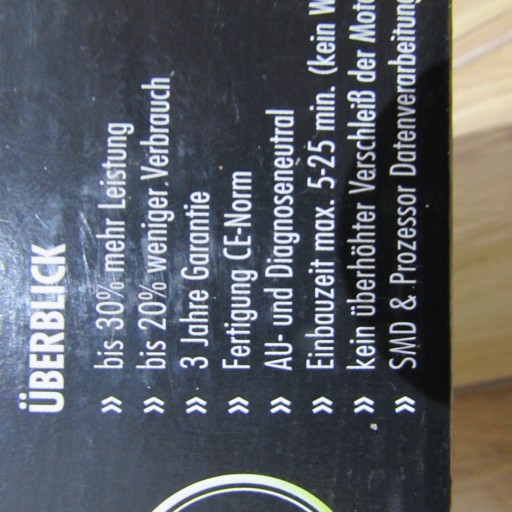 ÜBERBLICK
» bis 30% mehr Leistung
» bis 20% weniger Verbrauch
» 3 Jahre Garantie
» Fertigung CE-Norm
» AU- und Diagnoseneutral
» Einbauzeit max. 5-25 min. (kein
» kein überhöhter Verschleiß der
» SMD & Prozessor Datenverarbeitung